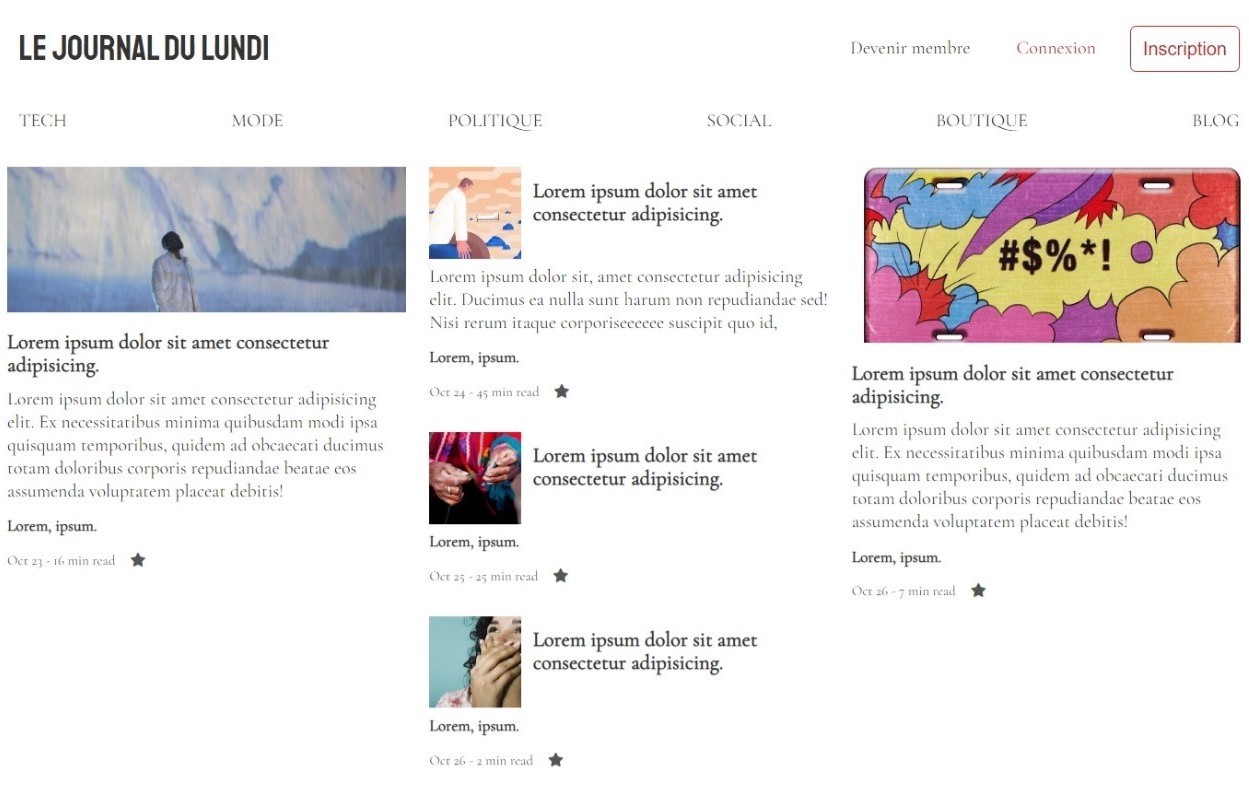 LE JOURNAL DU LUNDI
Devenir membre
Connexion
Inscription
TECH
MODE
POLITIQUE
SOCIAL
BOUTIQUE
BLOG
Lorem ipsum dolor sit amet consectetur
adipisicing.
Lorem ipsum dolor sit amet consectetur adipisicing
elit. Ex necessitatibus minima quibusdam modi ipsa
quisquam temporibus, quidem ad obcaecati ducimus
totam doloribus corporis repudiandae beatae eos
assumenda voluptatem placeat debitis!
Lorem, ipsum.
Oct 23 - 16 min read
Lorem ipsum dolor sit amet
consectetur adipisicing.
Lorem ipsum dolor sit, amet consectetur adipisicing
elit. Ducimus ea nulla sunt harum non repudiandae sed!
Nisi rerum itaque corporiseeeeee suscipit quo id,
Lorem, ipsum.
Oct 24 - 45 min read
Lorem ipsum dolor sit amet
consectetur adipisicing.
Lorem, ipsum.
Oct 25 - 25 min read
Lorem ipsum dolor sit amet
consectetur adipisicing.
Lorem, ipsum.
Oct 26 - 2 min read
#$%*!
Lorem ipsum dolor sit amet consectetur
adipisicing.
Lorem ipsum dolor sit amet consectetur adipisicing
elit. Ex necessitatibus minima quibusdam modi ipsa
quisquam temporibus, quidem ad obcaecati ducimus
totam doloribus corporis repudiandae beatae eos
assumenda voluptatem placeat debitis!
Lorem, ipsum.
Oct 26 - 7 min read